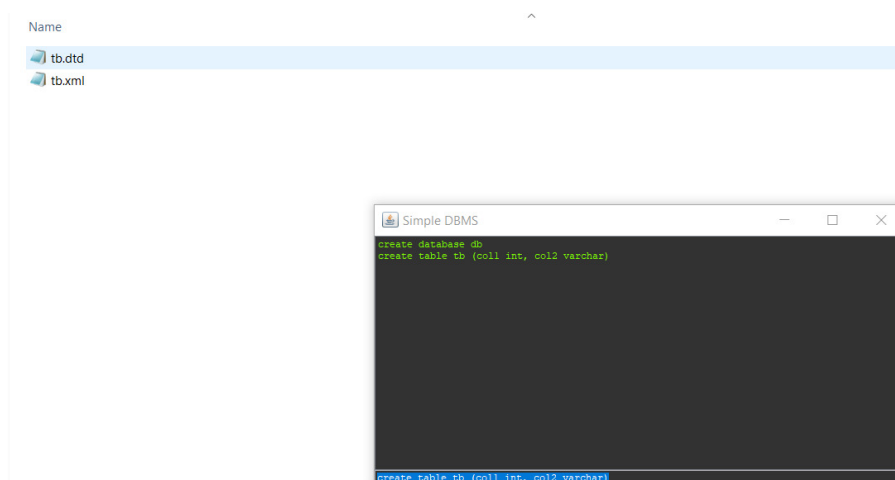 Name
tb.dtd
tb.xml
Simple DBMS
create database db
create table tb (col1 int, col2 varchar)
create table tb (col1 int, col2 varchar)